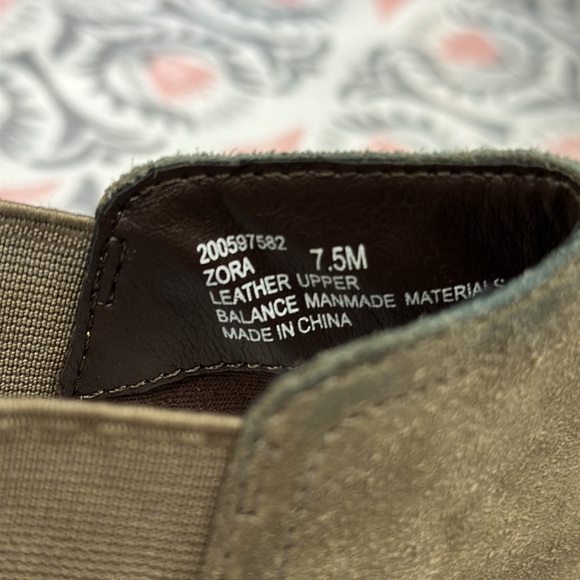 200597582 7.5M
ZORA
LEATHER UPPER
BALANCE MANMADE MATERIALS
MADE IN CHINA